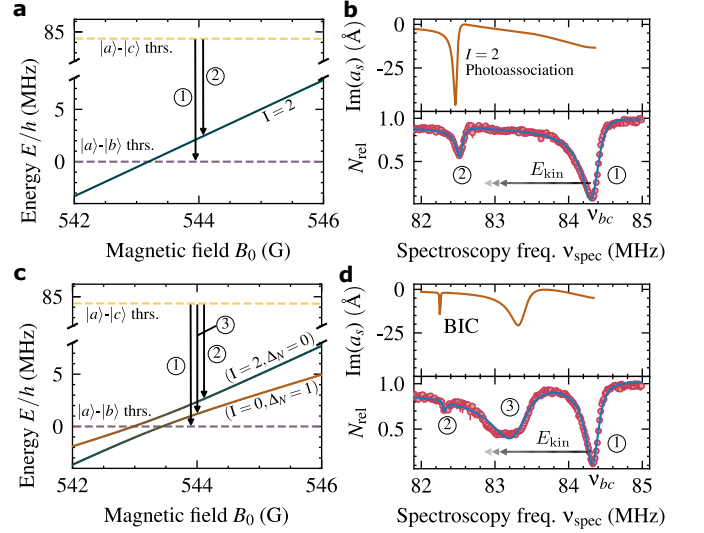 a
85
|a⟩-|c⟩ thrs.
②
①
5
I = 2
|a⟩-|b⟩ thrs.
0
Energy E/h (MHz)
542
544
546
Magnetic field B₀ (G)
b
Im(aₛ) (Å)
0
-25
I = 2
Photoassociation
Nrel
1.0
0.5
②
Ekin
①
νbc
82
83
84
85
Spectroscopy freq. νspec (MHz)
c
85
|a⟩-|c⟩ thrs.
③
①
②
(I = 2, ΔN = 0)
5
(I = 0, ΔN = 1)
|a⟩-|b⟩ thrs.
0
Energy E/h (MHz)
542
544
546
Magnetic field B₀ (G)
d
Im(aₛ) (Å)
0
-25
BIC
Nrel
1.0
0.5
②
③
Ekin
①
νbc
82
83
84
85
Spectroscopy freq. νspec (MHz)